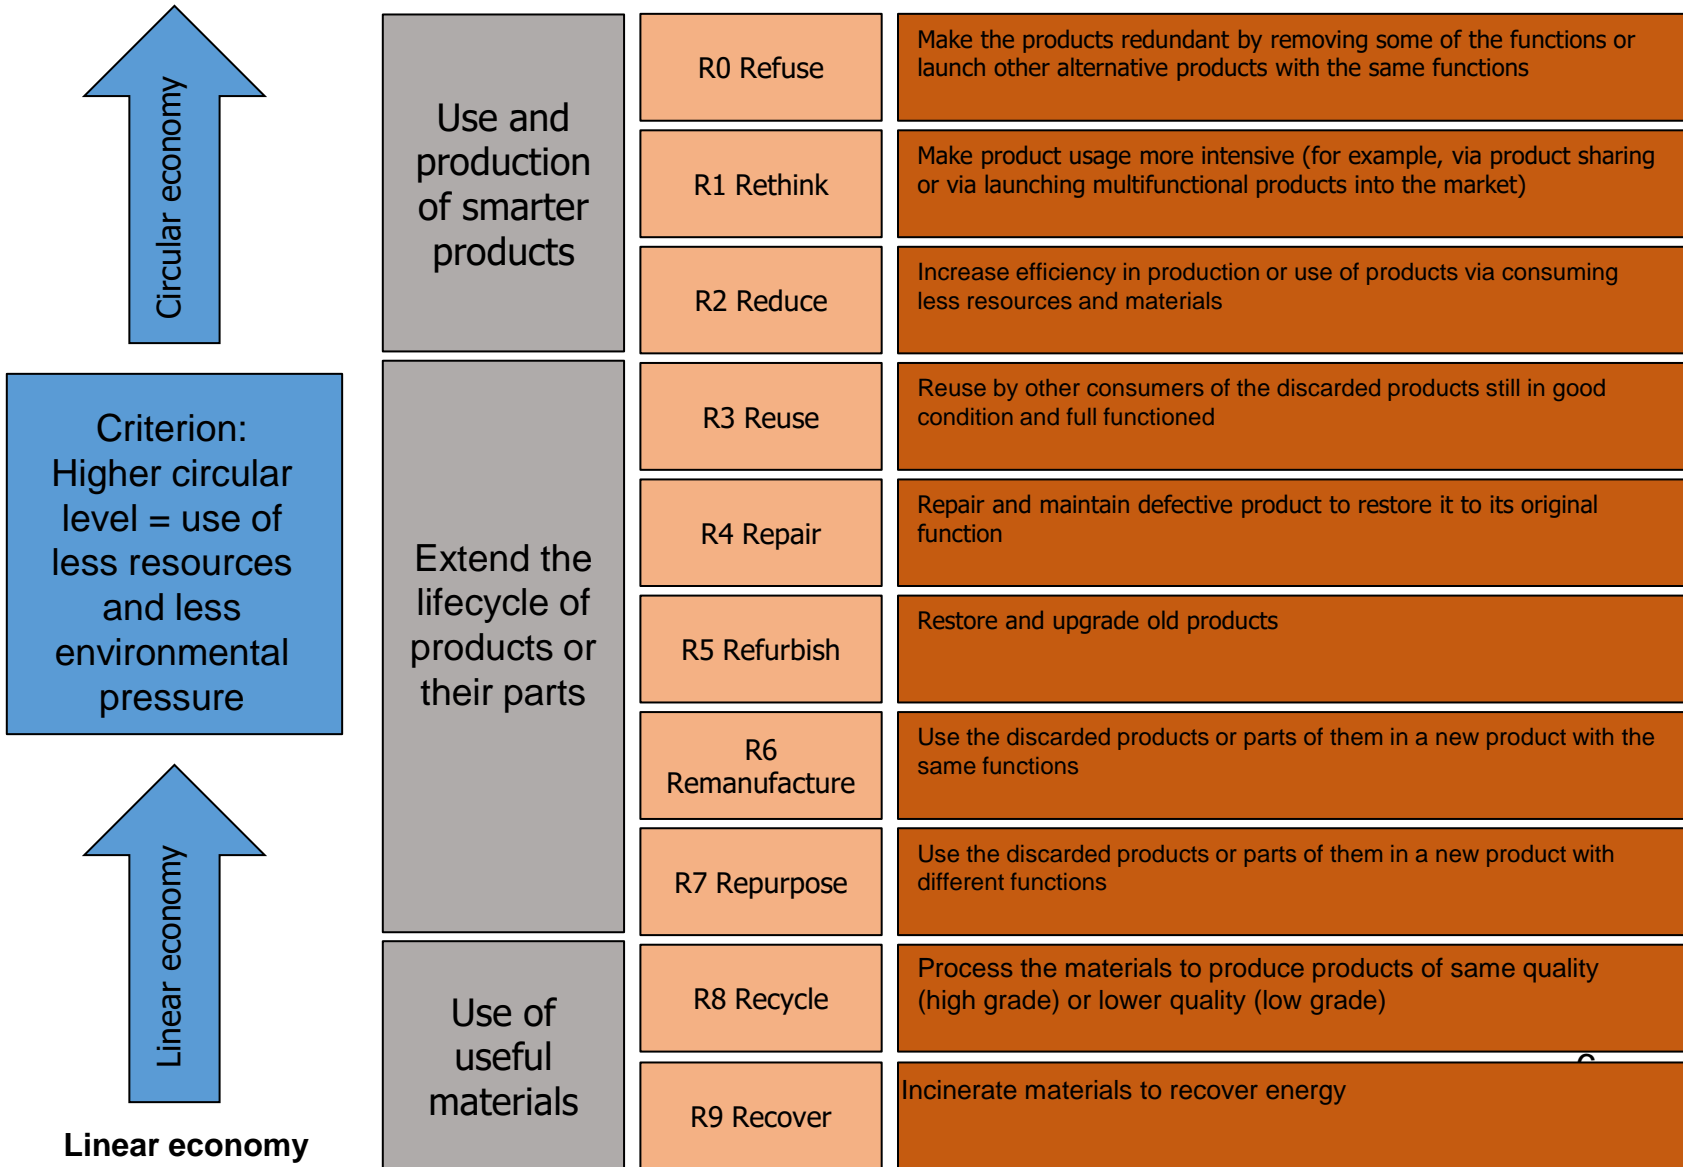 Circular economy
Criterion:
Higher circular
level = use of
less resources
and less
environmental
pressure
Linear economy
Linear economy
Use and
production
of smarter
products
R0 Refuse
Make the products redundant by removing some of the functions or
launch other alternative products with the same functions
R1 Rethink
Make product usage more intensive (for example, via product sharing
or via launching multifunctional products into the market)
R2 Reduce
Increase efficiency in production or use of products via consuming
less resources and materials
Extend the
lifecycle of
products or
their parts
R3 Reuse
Reuse by other consumers of the discarded products still in good
condition and full functioned
R4 Repair
Repair and maintain defective product to restore it to its original
function
R5 Refurbish
Restore and upgrade old products
R6
Remanufacture
Use the discarded products or parts of them in a new product with the
same functions
R7 Repurpose
Use the discarded products or parts of them in a new product with
different functions
Use of
useful
materials
R8 Recycle
Process the materials to produce products of same quality
(high grade) or lower quality (low grade)
R9 Recover
Incinerate materials to recover energy